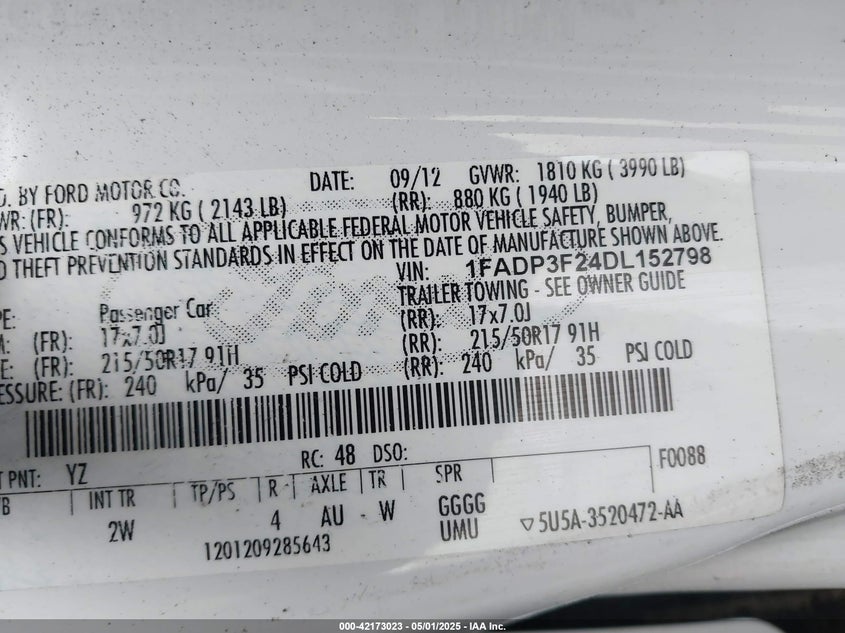 BY FORD MOTOR CO. DATE: 09/12 GVWR: 1810 KG ( 3990 LB)
(FR): 972 KG ( 2143 LB) (RR): 880 KG ( 1940 LB)
VEHICLE CONFORMS TO ALL APPLICABLE FEDERAL MOTOR VEHICLE SAFETY, BUMPER,
THEFT PREVENTION STANDARDS IN EFFECT ON THE DATE OF MANUFACTURE SHOWN ABOVE.
VIN: 1FADP3F24DL152798
TRAILER TOWING - SEE OWNER GUIDE
Passenger Car
(FR): 17x7.0J (RR): 17x7.0J
(FR): 215/50R17 91H (RR): 215/50R17 91H
(FR): 240 kPa/ 35 PSI COLD (RR): 240 kPa/ 35 PSI COLD
PNT: YZ RC: 48 DSO: F0088
INT TR TP/PS R AXLE TR SPR
2W 4 AU W GGGG
UMU
1201209285643 ▽5U5A-3520472-AA
000-42173023 - 05/01/2025 - IAA Inc.